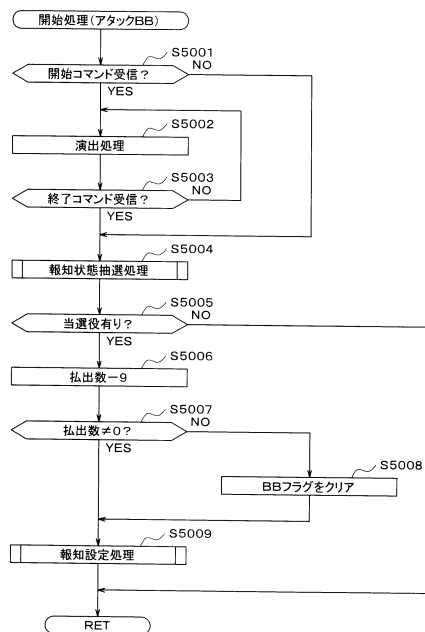 開始処理(アタックBB)
S5001
開始コマンド受信?
NO
YES
S5002
演出処理
S5003
終了コマンド受信?
NO
YES
S5004
報知状態抽選処理
S5005
当選役有り?
NO
YES
S5006
払出数－9
S5007
払出数≠0?
NO
YES
S5008
BBフラグをクリア
S5009
報知設定処理
RET